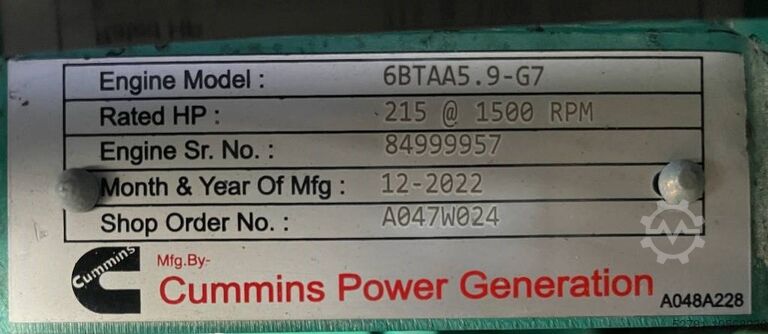 Engine Model : 6BTAA5.9-G7
Rated HP : 215 @ 1500 RPM
Engine Sr. No. : 84999957
Month & Year Of Mfg : 12-2022
Shop Order No. : A047W024
Cummins
Mfg.By-
Cummins Power Generation
A048A228